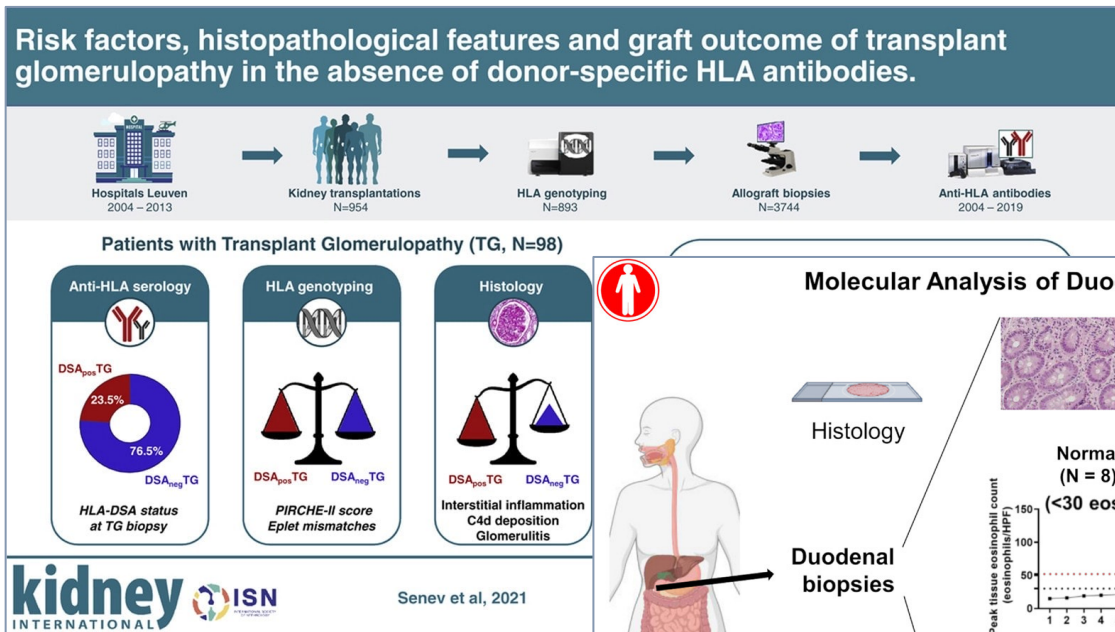 Risk factors, histopathological features and graft outcome of transplant
glomerulopathy in the absence of donor-specific HLA antibodies.
Hospitals Leuven
2004 – 2013
Kidney transplantations
N=954
HLA genotyping
N=893
Allograft biopsies
N=3744
Anti-HLA antibodies
2004 – 2019
Patients with Transplant Glomerulopathy (TG, N=98)
Anti-HLA serology
DSAposTG
23.5%
76.5%
DSAnegTG
HLA-DSA status
at TG biopsy
HLA genotyping
DSAposTG
DSAnegTG
PIRCHE-II score
Eplet mismatches
Histology
DSAposTG
DSAnegTG
Interstitial inflammation
C4d deposition
Glomerulitis
kidney
INTERNATIONAL
ISN
Senev et al, 2021
Molecular Analysis of Duo
Histology
Duodenal
biopsies
Norma
(N = 8)
(<30 eos
Peak tissue eosinophil count
(eosinophils/HPF)
150
100
50
0
1 2 3 4